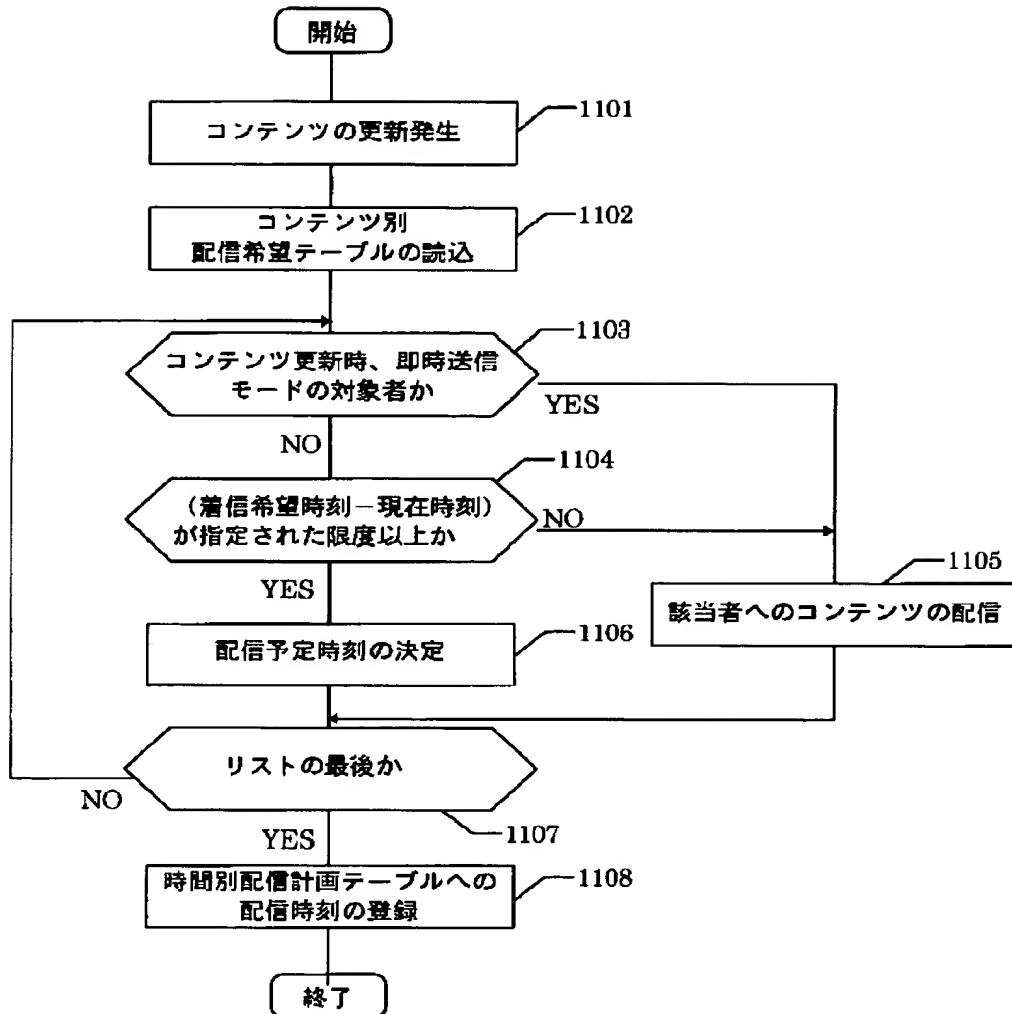 開始
コンテンツの更新発生
1101
コンテンツ別
配信希望テーブルの読込
1102
コンテンツ更新時、即時送信
モードの対象者か
1103
YES
NO
(着信希望時刻－現在時刻)
が指定された限度以上か
1104
NO
YES
該当者へのコンテンツの配信
1105
配信予定時刻の決定
1106
リストの最後か
NO
1107
YES
時間別配信計画テーブルへの
配信時刻の登録
1108
終了